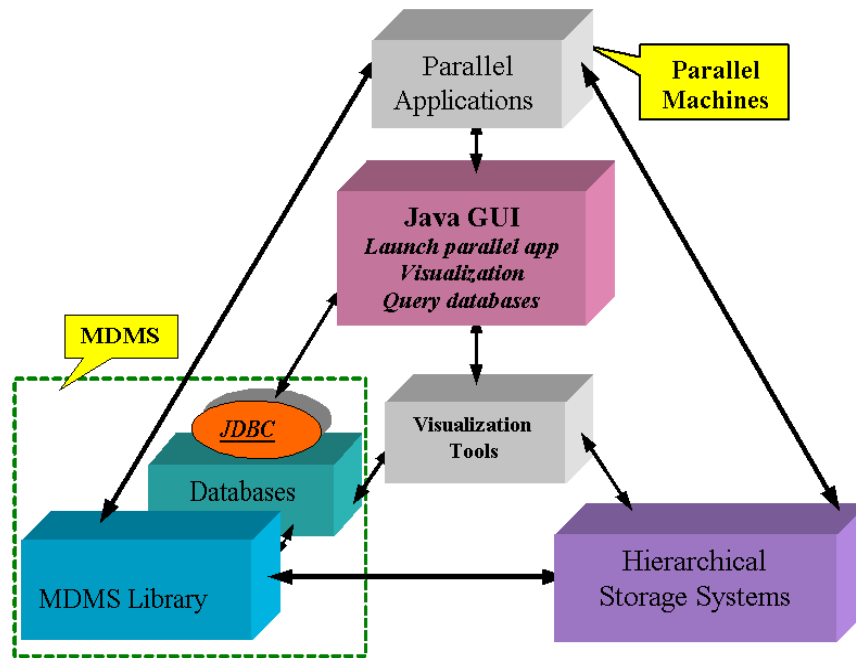 Parallel
Applications
Parallel
Machines
Java GUI
Launch parallel app
Visualization
Query databases
MDMS
JDBC
Visualization
Tools
Databases
MDMS Library
Hierarchical
Storage Systems